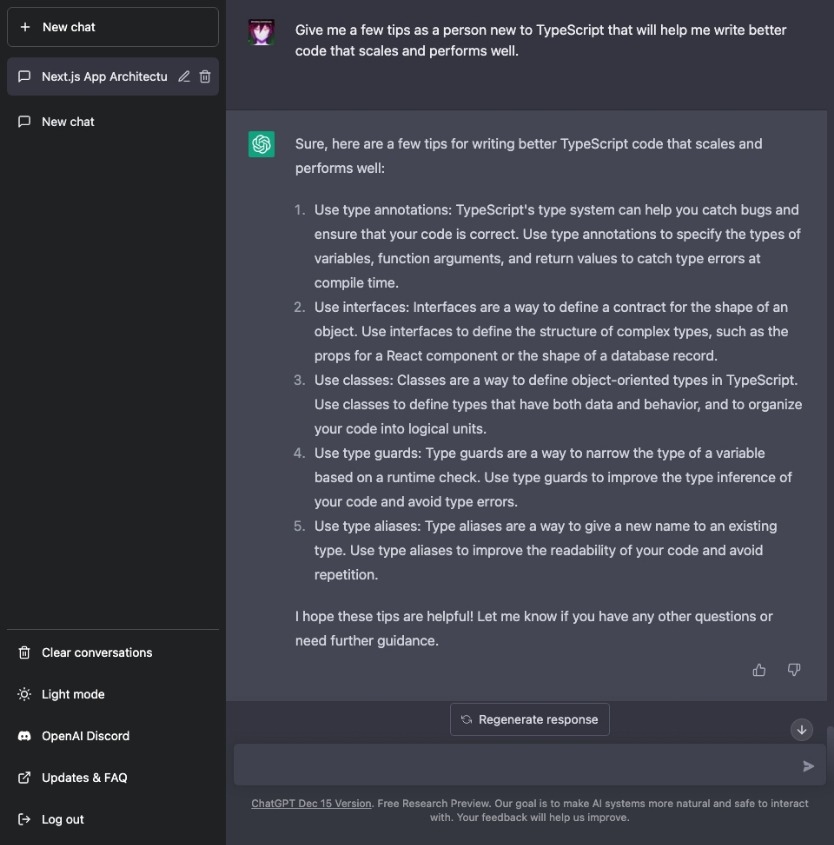 New chat
Next.js App Architectu
New chat
Clear conversations
Light mode
OpenAI Discord
Updates & FAQ
Log out
Give me a few tips as a person new to TypeScript that will help me write better
code that scales and performs well.
Sure, here are a few tips for writing better TypeScript code that scales and
performs well:
1. Use type annotations: TypeScript's type system can help you catch bugs and
ensure that your code is correct. Use type annotations to specify the types of
variables, function arguments, and return values to catch type errors at
compile time.
2. Use interfaces: Interfaces are a way to define a contract for the shape of an
object. Use interfaces to define the structure of complex types, such as the
props for a React component or the shape of a database record.
3. Use classes: Classes are a way to define object-oriented types in TypeScript.
Use classes to define types that have both data and behavior, and to organize
your code into logical units.
4. Use type guards: Type guards are a way to narrow the type of a variable
based on a runtime check. Use type guards to improve the type inference of
your code and avoid type errors.
5. Use type aliases: Type aliases are a way to give a new name to an existing
type. Use type aliases to improve the readability of your code and avoid
repetition.
I hope these tips are helpful! Let me know if you have any other questions or
need further guidance.
Regenerate response
ChatGPT Dec 15 Version. Free Research Preview. Our goal is to make AI systems more natural and safe to interact
with. Your feedback will help us improve.